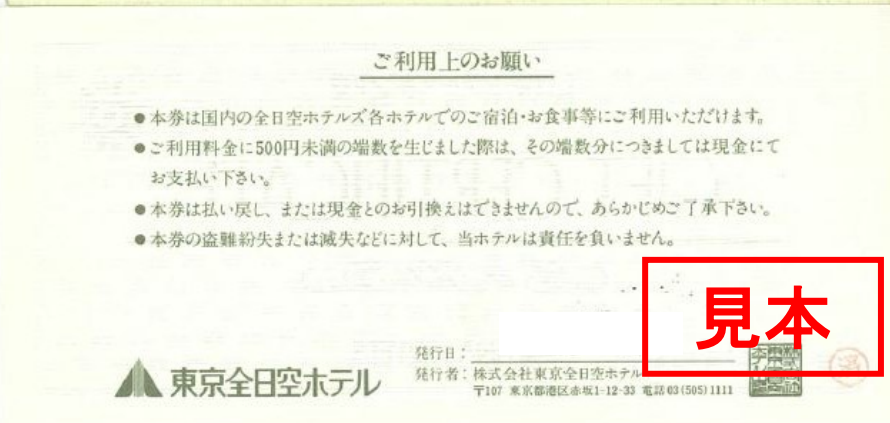 ご利用上のお願い
●本券は国内の全日空ホテルズ各ホテルでのご宿泊・お食事等にご利用いただけます。
●ご利用料金に500円未満の端数を生じました際は、その端数分につきましては現金にて
お支払い下さい。
●本券は払い戻し、または現金とのお引換えはできませんので、あらかじめご了承下さい。
●本券の盗難紛失または滅失などに対して、当ホテルは責任を負いません。
見本
発行日：
東京全日空ホテル
発行者：株式会社東京全日空ホテル
〒107 東京都港区赤坂1-12-33 電話03(505)1111